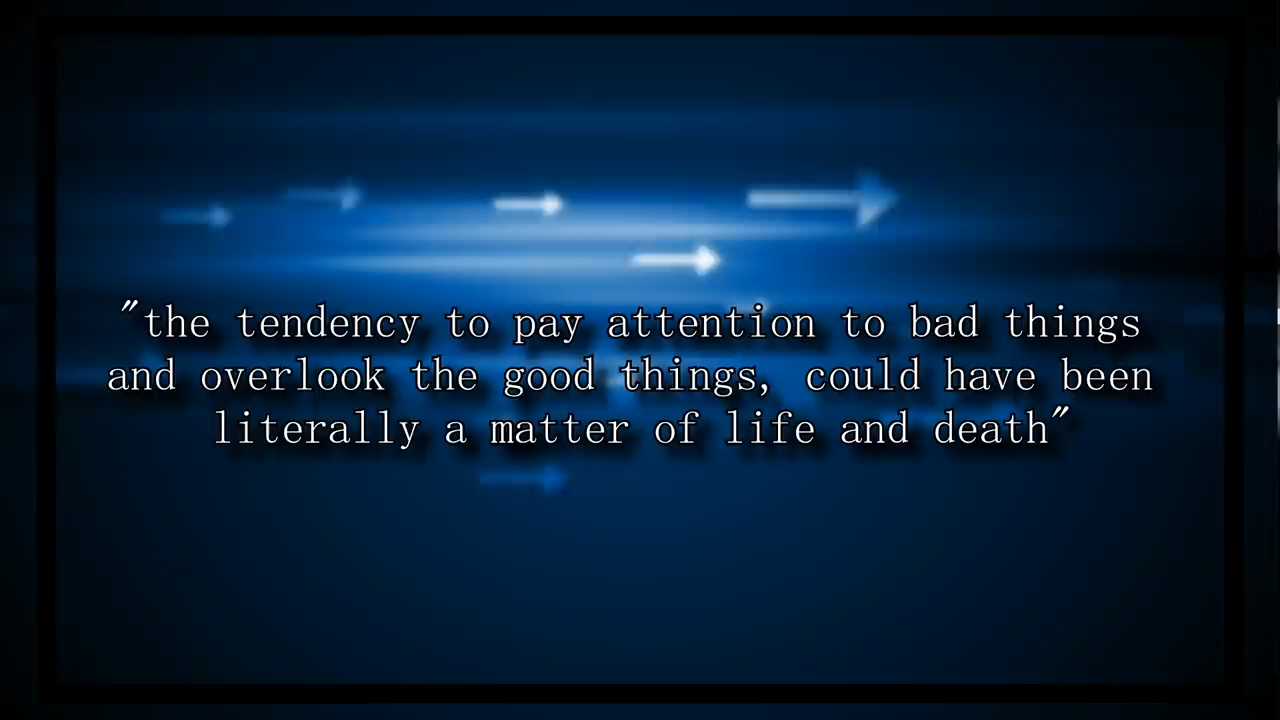 "the tendency to pay attention to bad things
and overlook the good things, could have been
literally a matter of life and death"